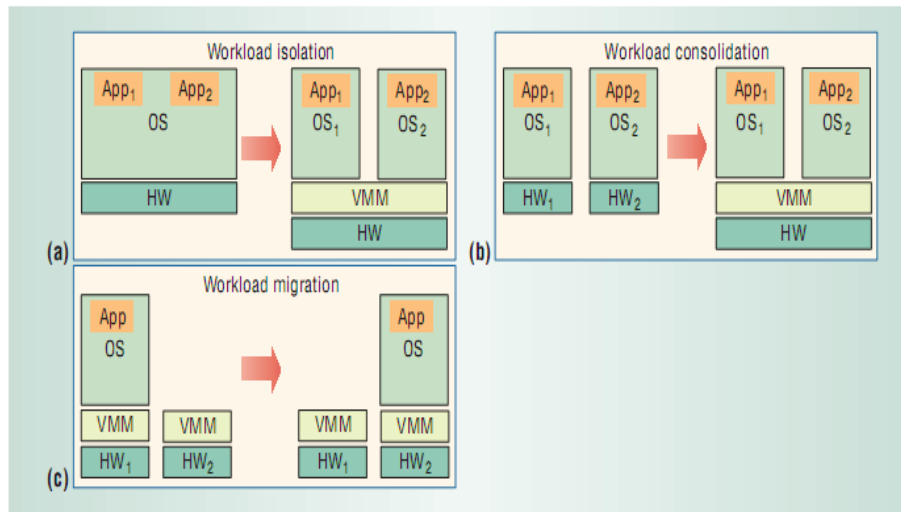 Workload isolation
App₁ App₂
OS
HW
App₁ App₂
OS₁ OS₂
VMM
HW
(a)
Workload consolidation
App₁ App₂
OS₁ OS₂
HW₁ HW₂
App₁ App₂
OS₁ OS₂
VMM
HW
(b)
Workload migration
App
OS
VMM VMM
HW₁ HW₂
App
OS
VMM VMM
HW₁ HW₂
(c)